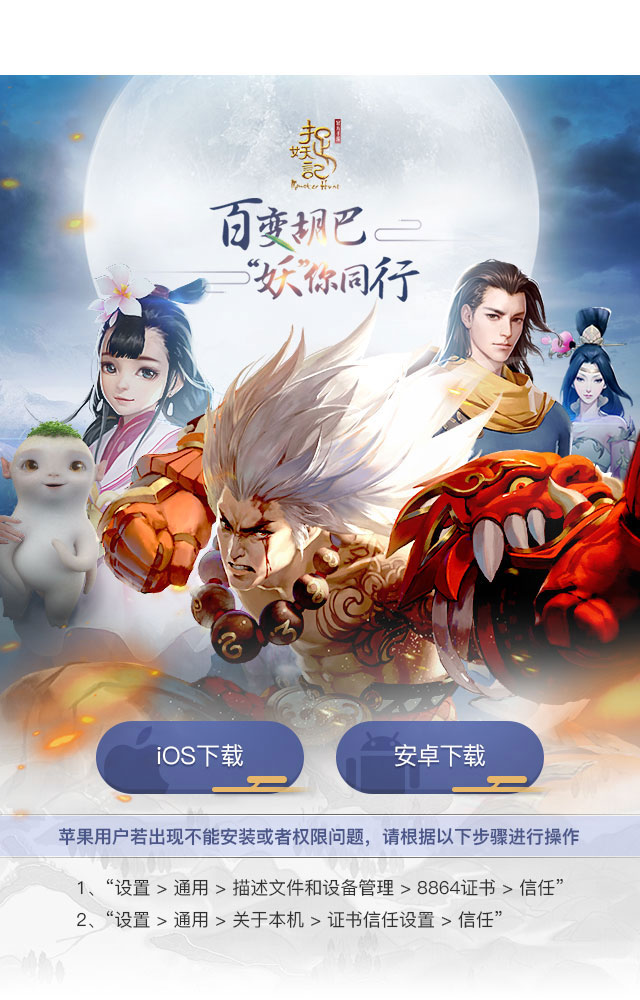 捉妖記
Monster Hunt
百变胡巴
“妖”你同行
iOS下载
安卓下载
苹果用户若出现不能安装或者权限问题，请根据以下步骤进行操作
1、“设置 > 通用 > 描述文件和设备管理 > 8864证书 > 信任”
2、“设置 > 通用 > 关于本机 > 证书信任设置 > 信任”